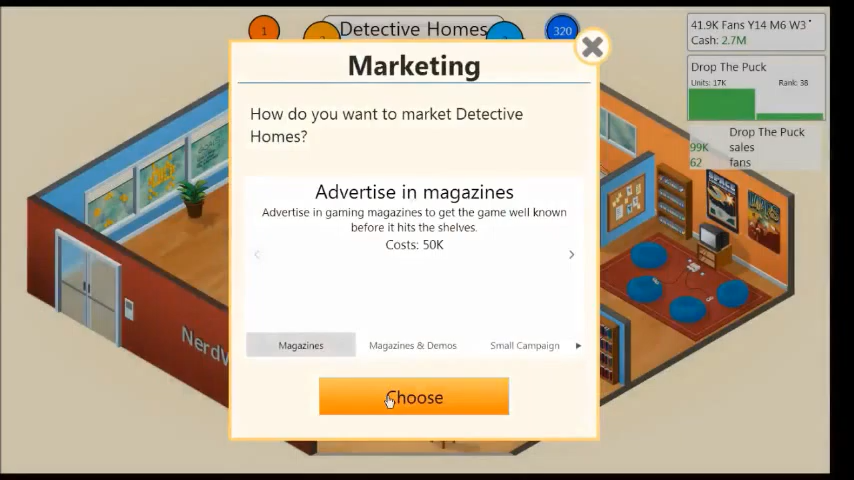 1
Detective Homes
320
41.9K Fans Y14 M6 W3
Cash: 2.7M
Marketing
Drop The Puck
Units: 17K
Rank: 38
How do you want to market Detective
Homes?
Drop The Puck
99K sales
62 fans
Advertise in magazines
Advertise in gaming magazines to get the game well known
before it hits the shelves.
Costs: 50K
SPACE
Magazines
Magazines & Demos
Small Campaign
Choose